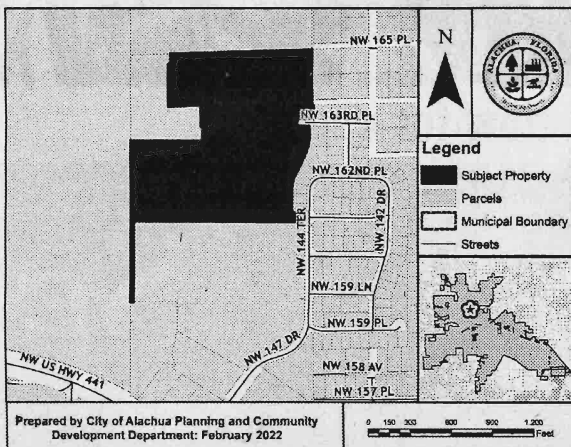 NW 165 PL
NW 163RD PL
NW 162ND PL
NW 142 DR
NW 144 TER
NW 159 LN
NW 159 PL
NW 147 DR
NW 158 AV
NW 157 PL
NW US HWY 441
N
ALACHUA, FLORIDA
Legend
Subject Property
Parcels
Municipal Boundary
Streets
Prepared by City of Alachua Planning and Community
Development Department: February 2022
0 150 300 600 900 1,200
Feet